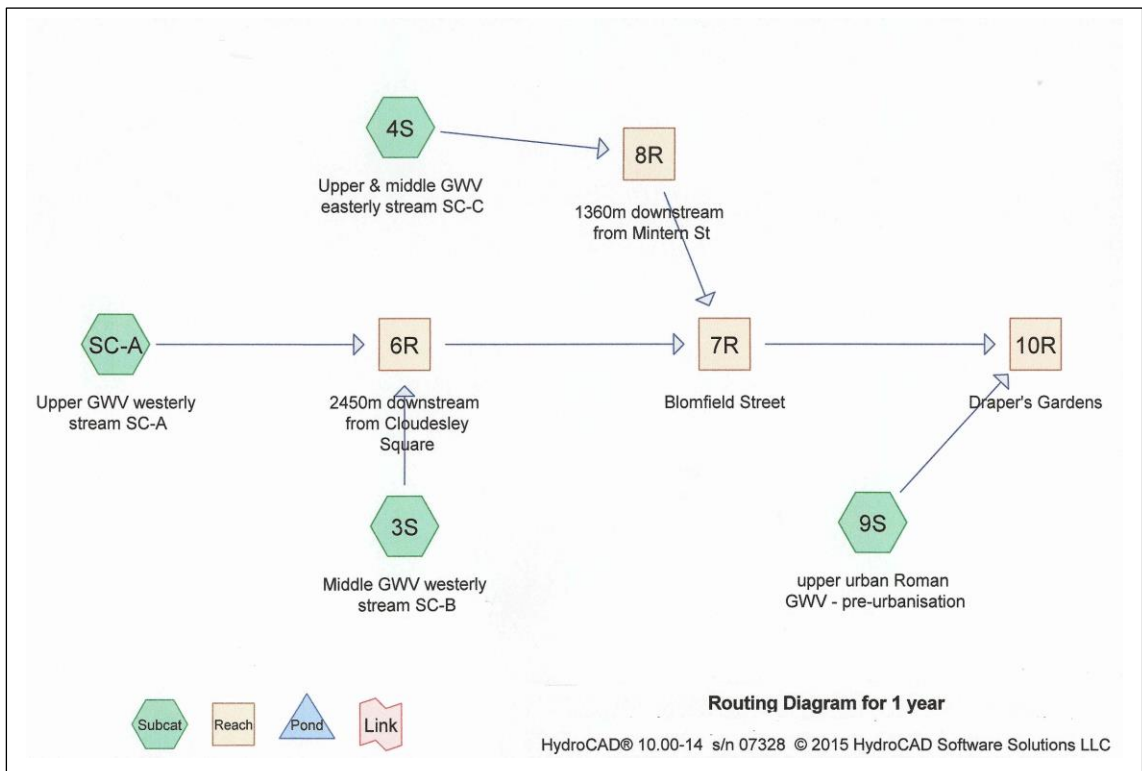 4S
8R
Upper & middle GWV
easterly stream SC-C
1360m downstream
from Mintern St
SC-A
6R
7R
10R
Upper GWV westerly
stream SC-A
2450m downstream
from Cloudesley
Square
Blomfield Street
Draper's Gardens
3S
9S
Middle GWV westerly
stream SC-B
upper urban Roman
GWV - pre-urbanisation
Subcat
Reach
Pond
Link
Routing Diagram for 1 year
HydroCAD® 10.00-14 s/n 07328 © 2015 HydroCAD Software Solutions LLC